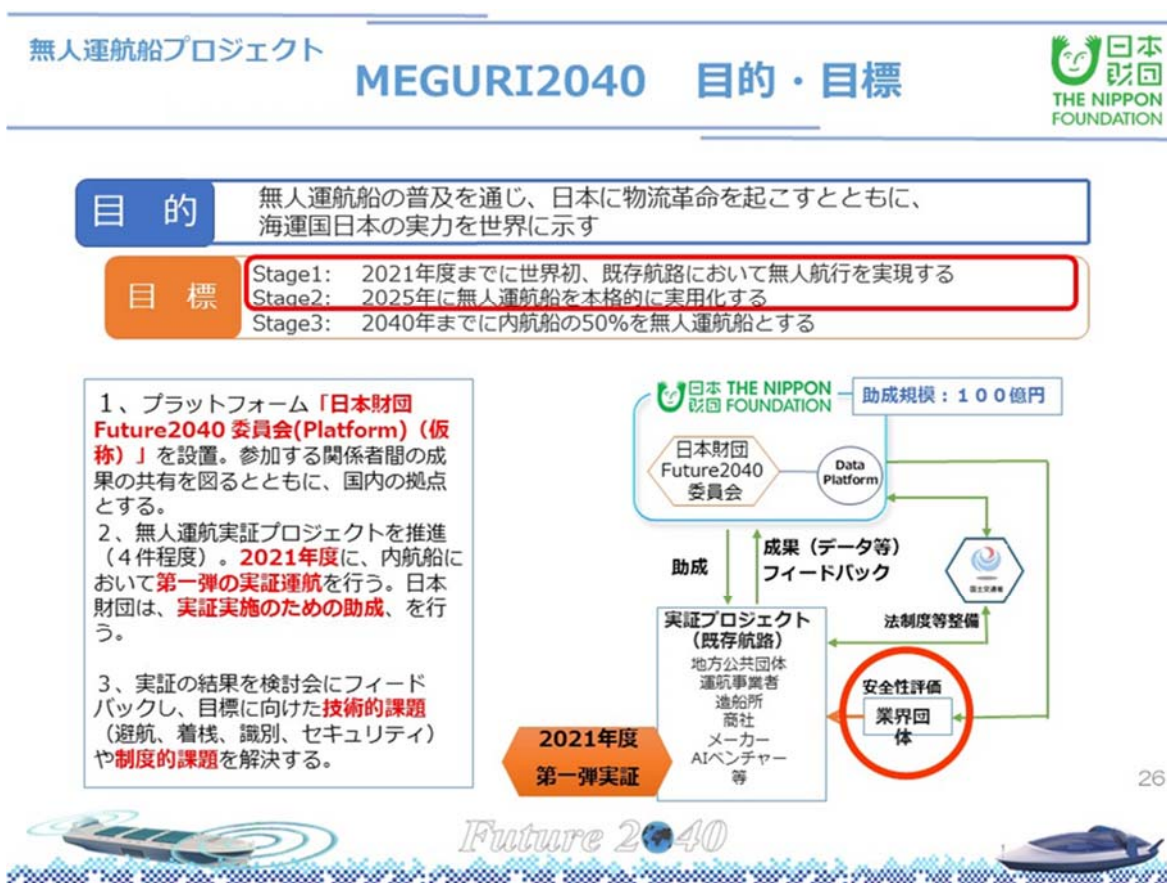 無人運航船プロジェクト
MEGURI2040　目的・目標
日本
財団
THE NIPPON
FOUNDATION
目 的
無人運航船の普及を通じ、日本に物流革命を起こすとともに、
海運国日本の実力を世界に示す
目 標
Stage1: 2021年度までに世界初、既存航路において無人航行を実現する
Stage2: 2025年に無人運航船を本格的に実用化する
Stage3: 2040年までに内航船の50%を無人運航船とする
１、プラットフォーム「日本財団
Future2040 委員会(Platform)（仮
称）」を設置。参加する関係者間の成
果の共有を図るとともに、国内の拠点
とする。
２、無人運航実証プロジェクトを推進
（４件程度）。2021年度に、内航船に
おいて第一弾の実証運航を行う。日本
財団は、実証実施のための助成、を行
う。
３、実証の結果を検討会にフィード
バックし、目標に向けた技術的課題
（避航、着桟、識別、セキュリティ）
や制度的課題を解決する。
日本 THE NIPPON
財団 FOUNDATION
助成規模：１００億円
日本財団
Future2040
委員会
Data
Platform
助成
成果（データ等）
フィードバック
国土交通省
法制度等整備
実証プロジェクト
（既存航路）
地方公共団体
運航事業者
造船所
商社
メーカー
AIベンチャー
等
安全性評価
業界団
体
2021年度
第一弾実証
26
Future 2040